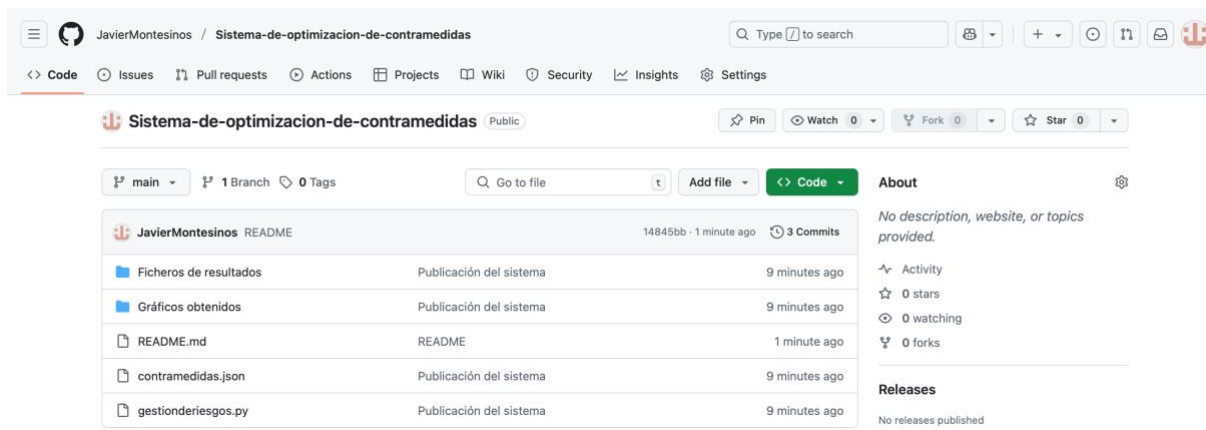 JavierMontesinos / Sistema-de-optimizacion-de-contramedidas
Type / to search
<> Code Issues Pull requests Actions Projects Wiki Security Insights Settings
Sistema-de-optimizacion-de-contramedidas Public
Pin Watch 0 Fork 0 Star 0
main 1 Branch 0 Tags Go to file t Add file <> Code
About
No description, website, or topics
provided.
JavierMontesinos README 14845bb · 1 minute ago 3 Commits
Ficheros de resultados Publicación del sistema 9 minutes ago
Gráficos obtenidos Publicación del sistema 9 minutes ago
README.md README 1 minute ago
contramedidas.json Publicación del sistema 9 minutes ago
gestionderiesgos.py Publicación del sistema 9 minutes ago
Activity
0 stars
0 watching
0 forks
Releases
No releases published